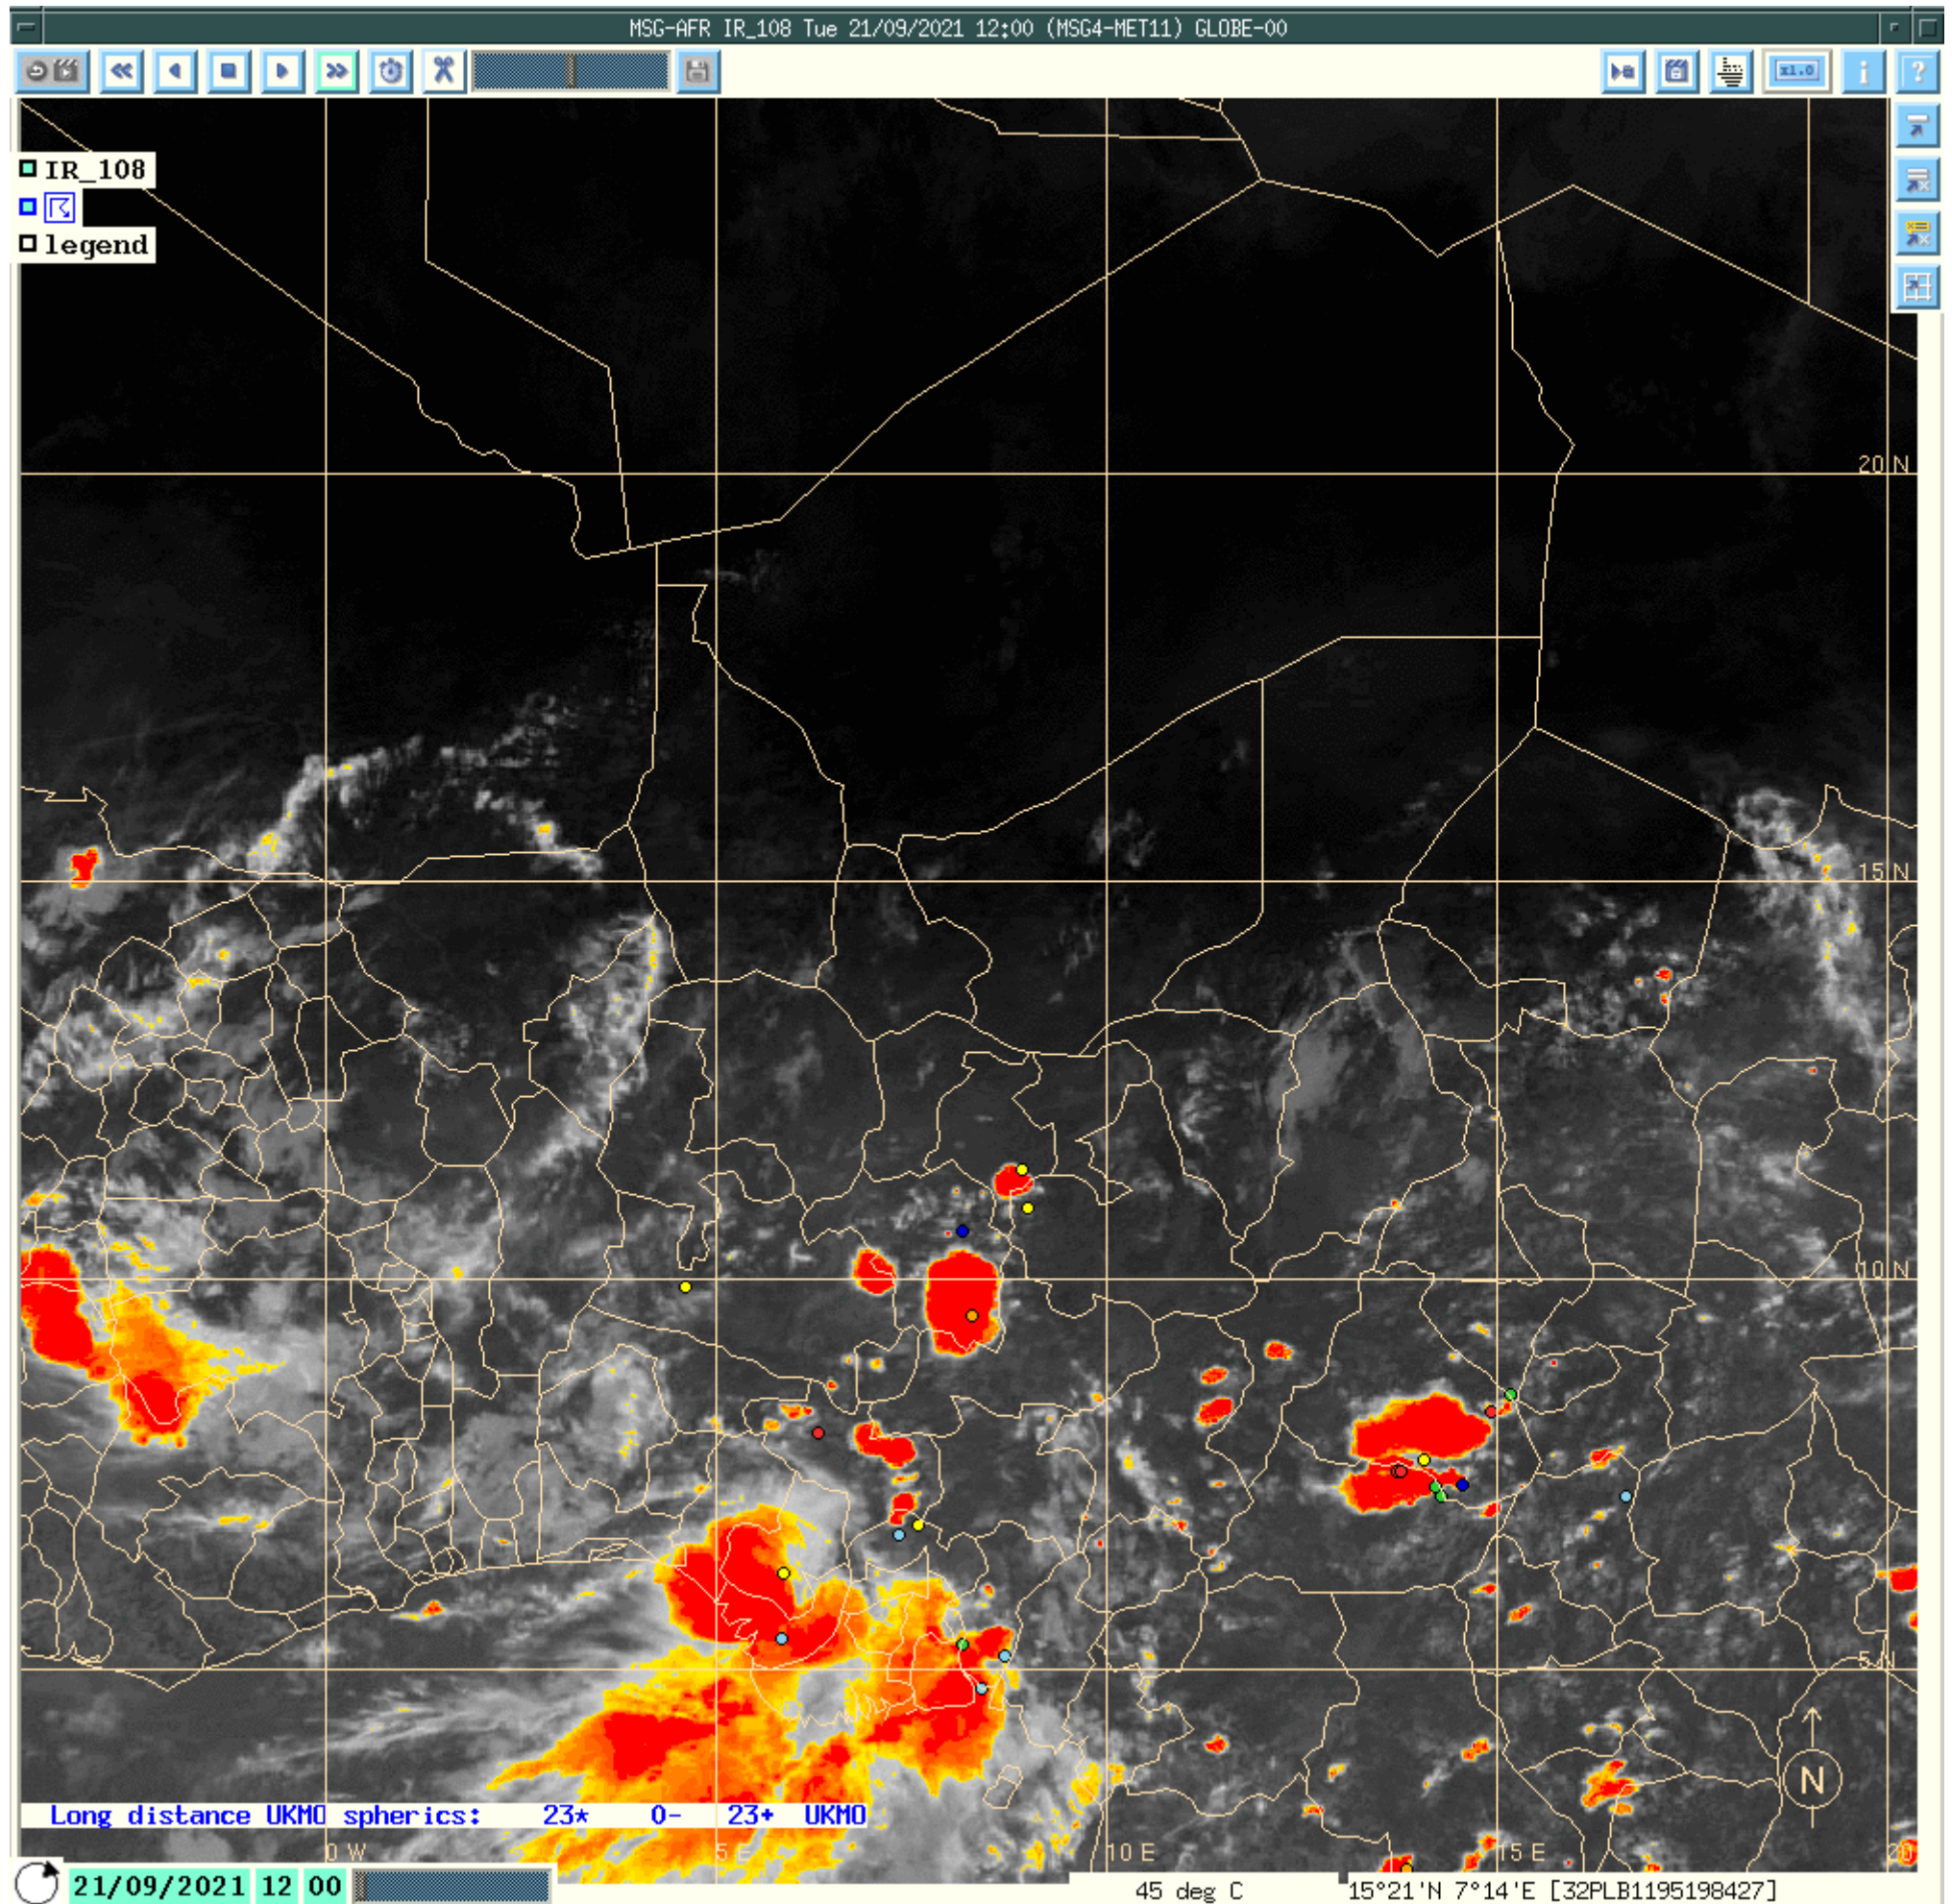 MSG-AFR IR_108 Tue 21/09/2021 12:00 (MSG4-MET11) GLOBE-00
x1.0
i
?
IR_108
legend
20 N
15 N
10 N
5 N
N
Long distance UKMO spherics: 23* 0- 23+ UKMO
0 W
5 E
10 E
15 E
20
21/09/2021 12 00
45 deg C
15°21'N 7°14'E [32PLB1195198427]